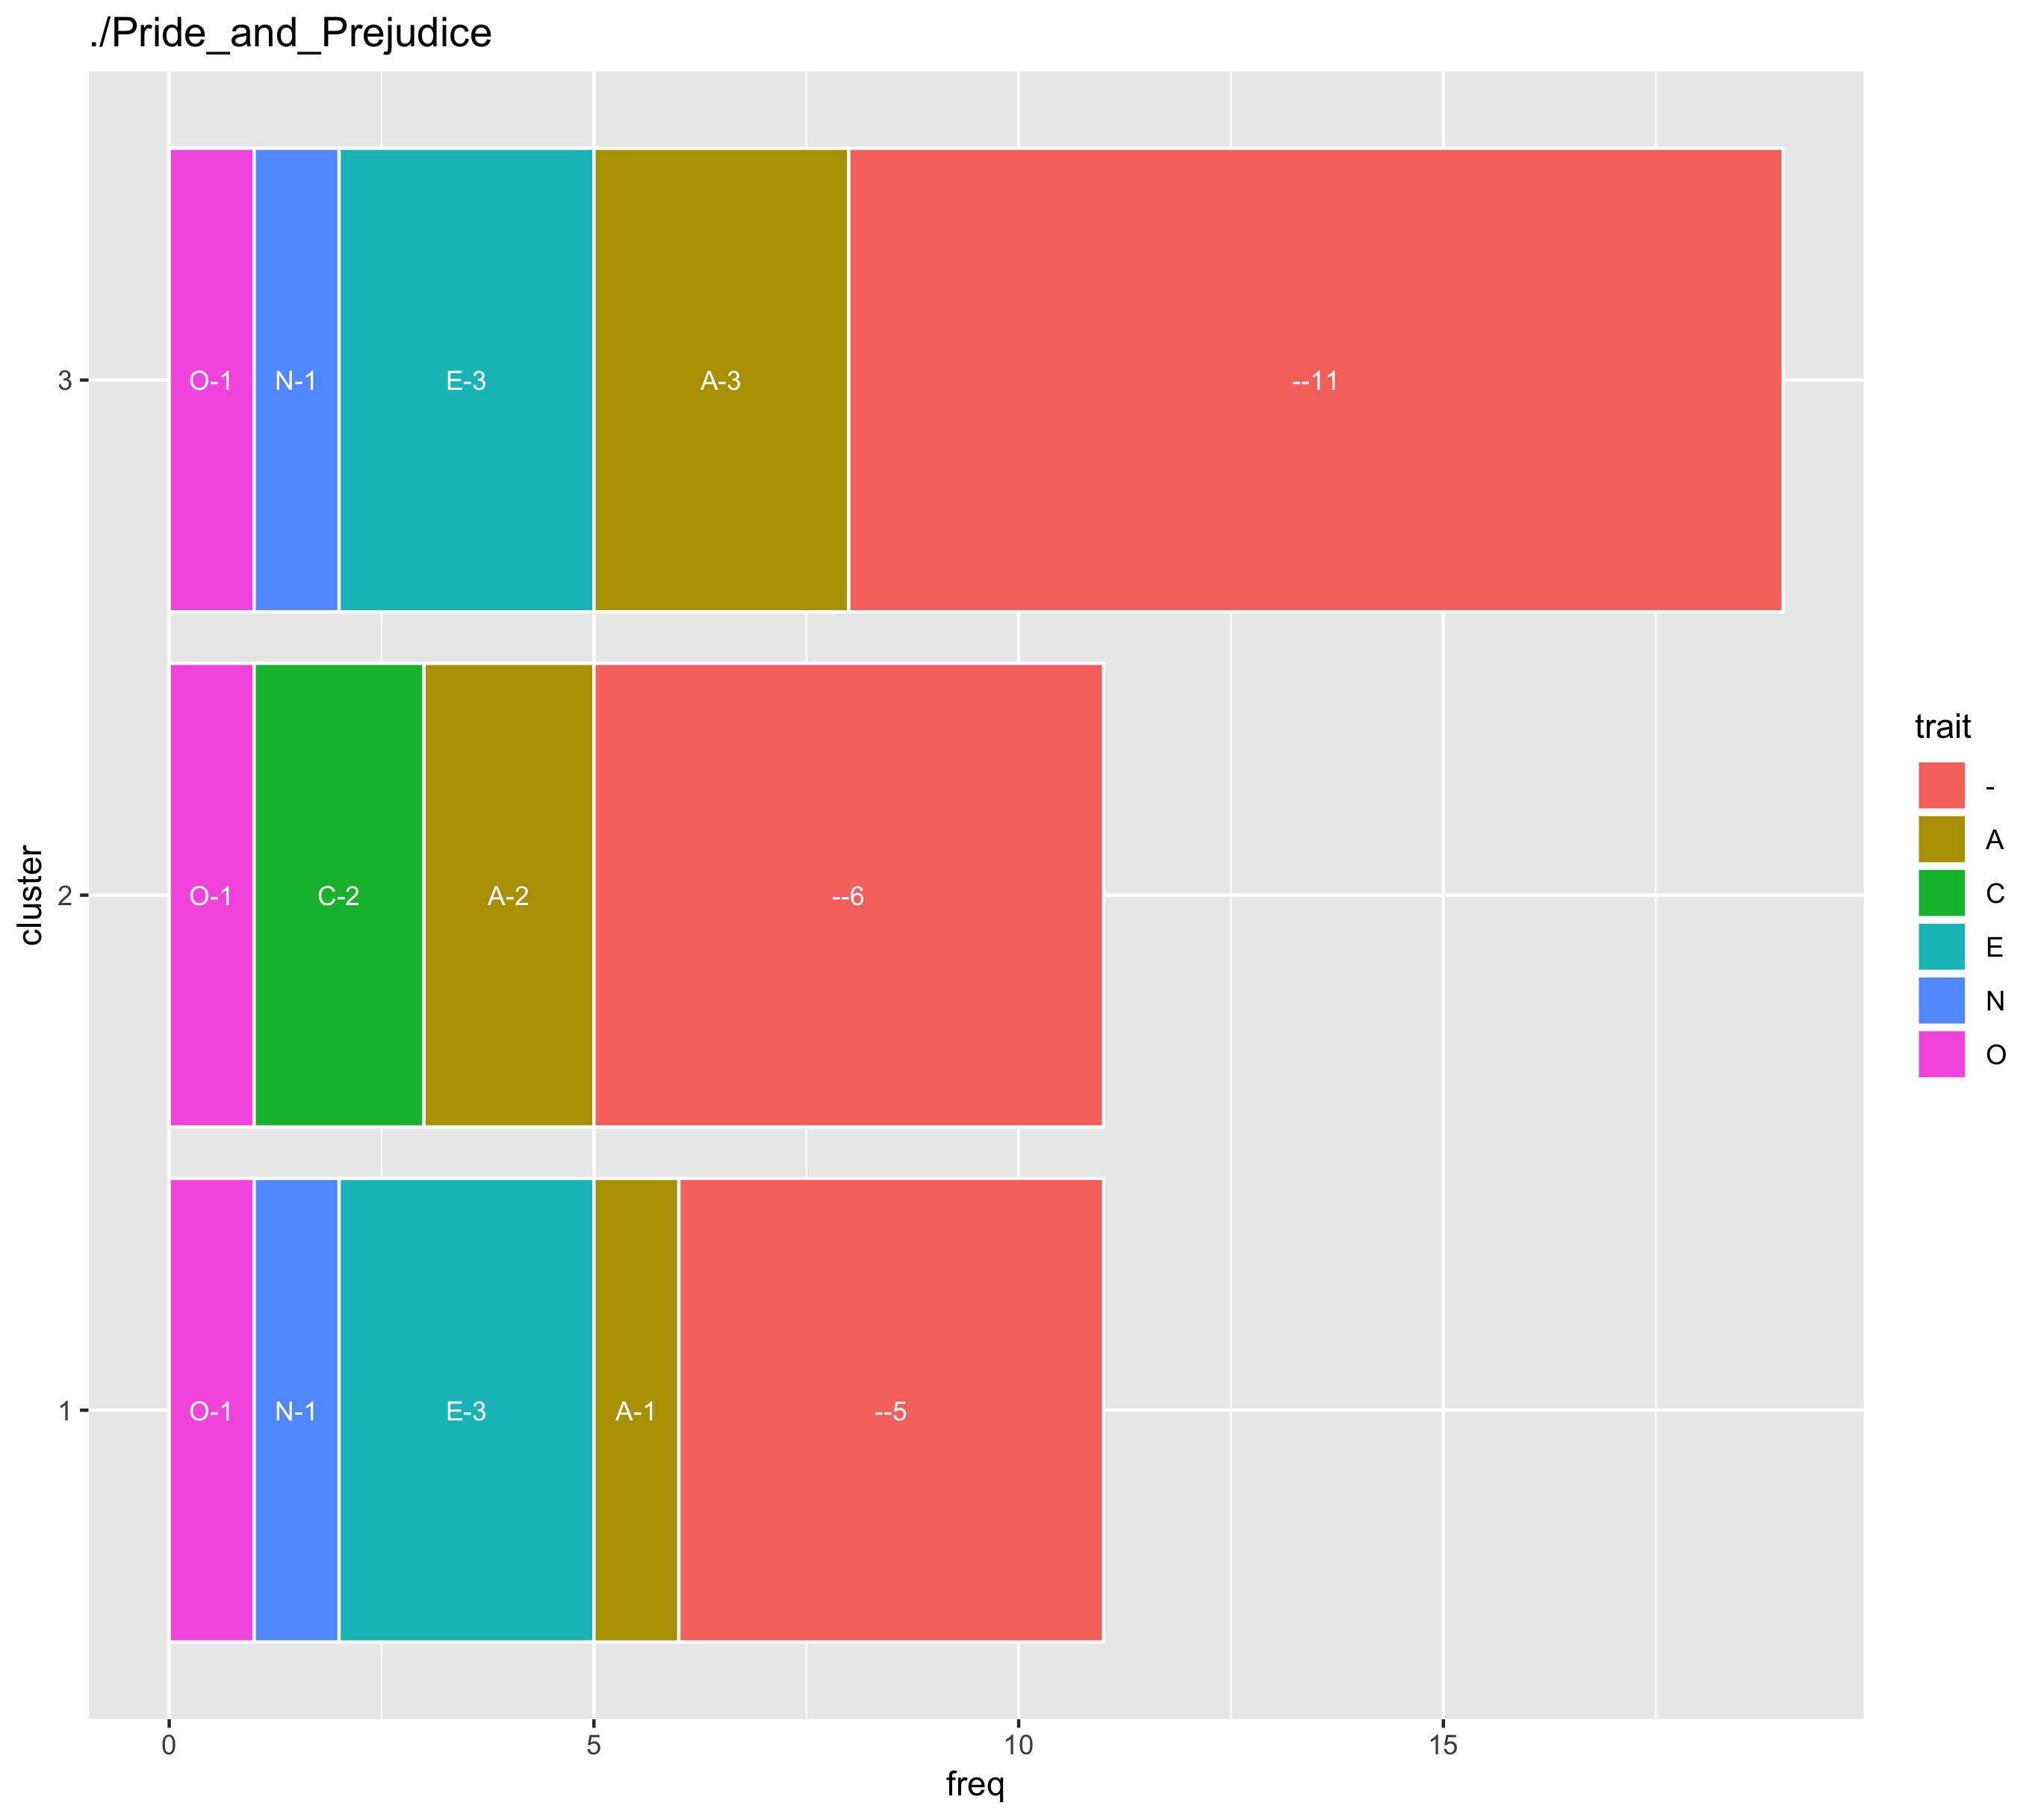 ./Pride_and_Prejudice
3
O-1
N-1
E-3
A-3
--11
2
O-1
C-2
A-2
--6
1
O-1
N-1
E-3
A-1
--5
0
5
10
15
freq
cluster
trait
-
A
C
E
N
O